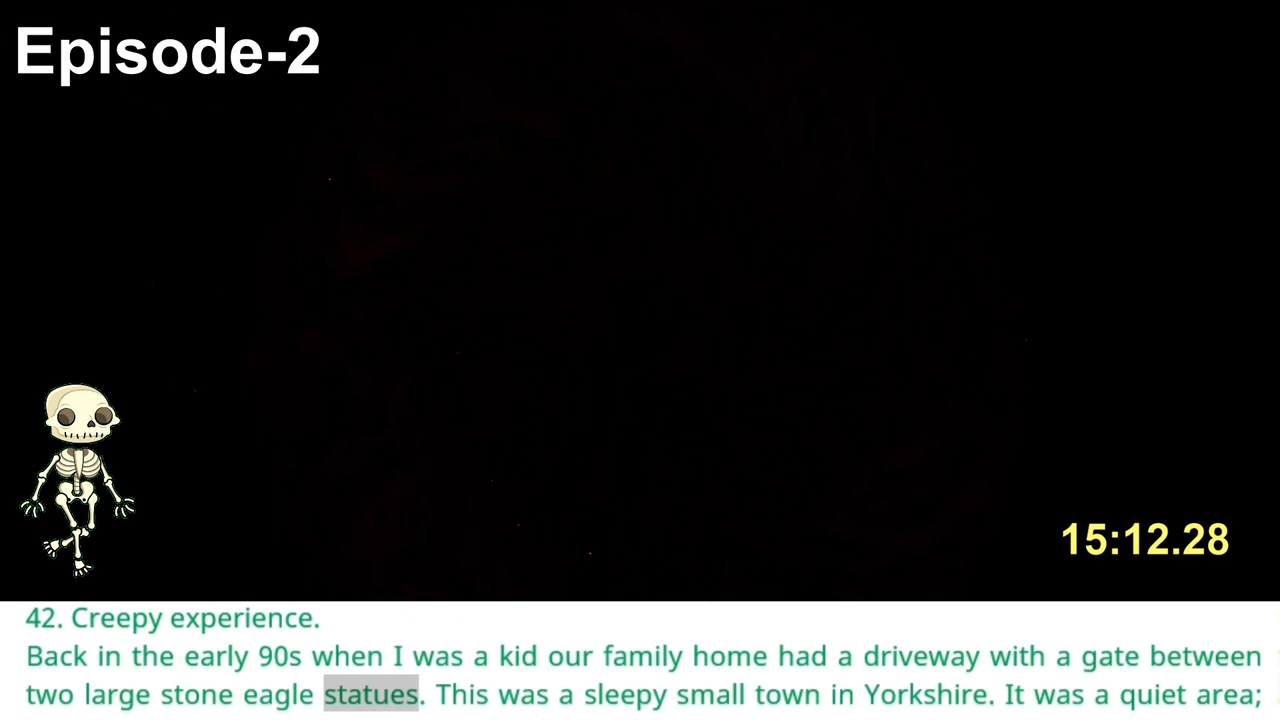 Episode-2
15:12.28
42. Creepy experience.
Back in the early 90s when I was a kid our family home had a driveway with a gate between
two large stone eagle statues. This was a sleepy small town in Yorkshire. It was a quiet area;